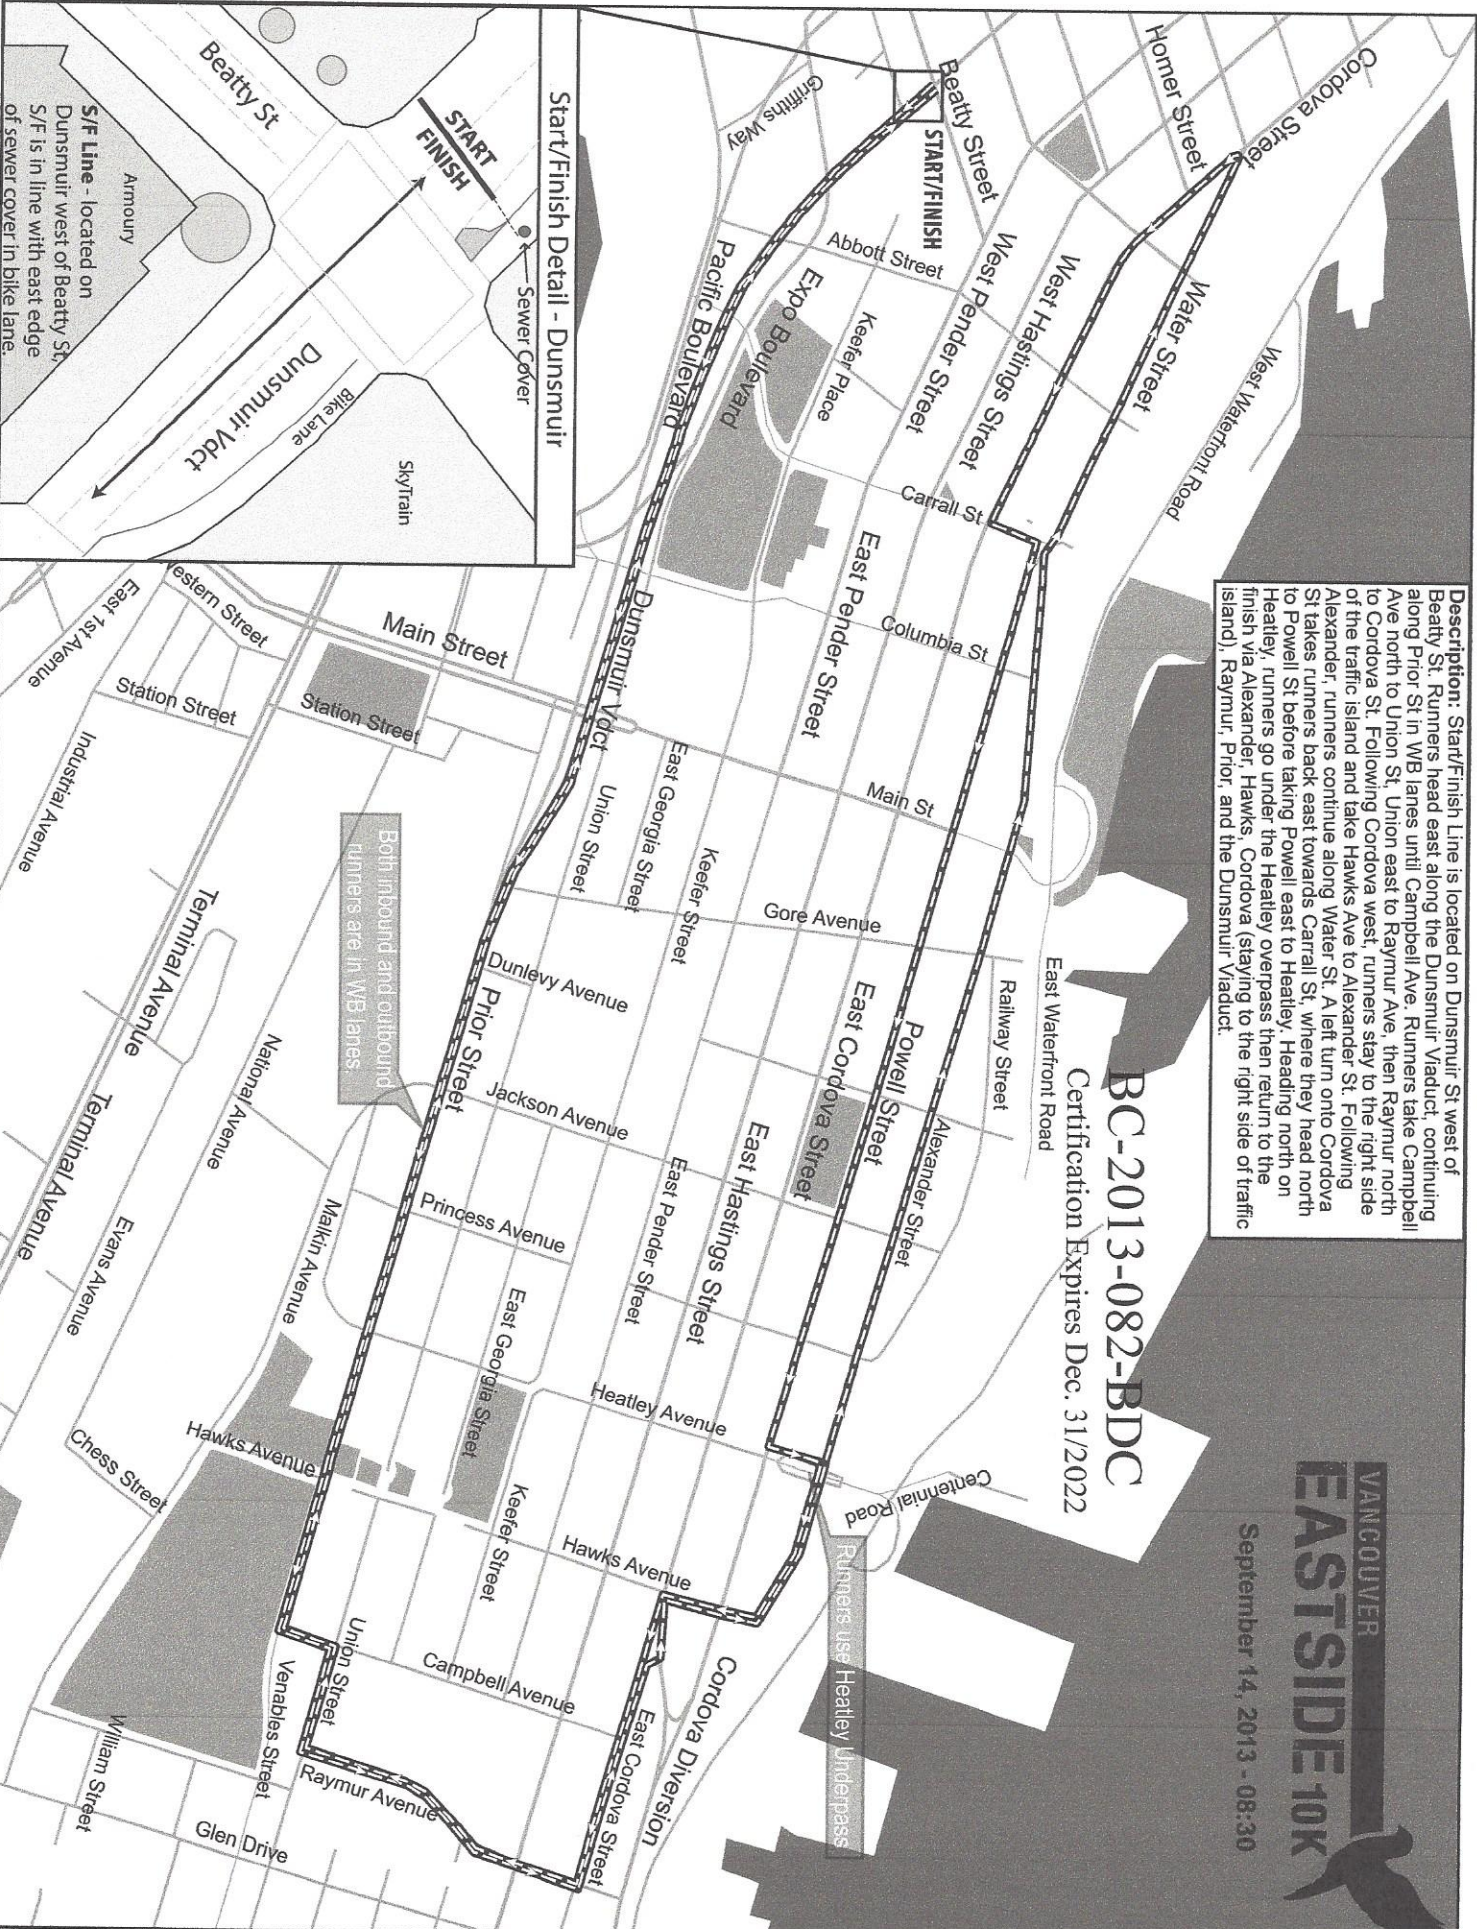 Description: Start/Finish Line is located on Dunsmuir St west of
Beatty St. Runners head east along the Dunsmuir Viaduct, continuing
along Prior St in WB lanes until Campbell Ave. Runners take Campbell
Ave north to Union St, Union east to Raymur Ave, then Raymur north
to Cordova St. Following Cordova west, runners stay to the right side
of the traffic island and take Hawks Ave to Alexander St. Following
Alexander, runners continue along Water St. A left turn onto Cordova
St takes runners back east towards Carrall St, where they head north
to Powell St before taking Powell east to Heatley. Heading north on
Heatley, runners go under the Heatley overpass then return to the
finish via Alexander, Hawks, Cordova (staying to the right side of traffic
island), Raymur, Prior, and the Dunsmuir Viaduct.
VANCOUVER
EASTSIDE 10K
September 14, 2013 - 08:30
BC-2013-082-BDC
Certification Expires Dec. 31/2022
Cordova Street
Homer Street
Beatty Street
START/FINISH
Griffiths Way
Water Street
West Waterfront Road
West Hastings Street
West Pender Street
Abbott Street
Keefer Place
Expo Boulevard
Pacific Boulevard
Carrall St
Columbia St
East Pender Street
Dunsmuir Vdct
Main Street
Main St
Station Street
Station Street
estern Street
East 1st Avenue
Industrial Avenue
Union Street
East Georgia Street
Keefer Street
Gore Avenue
Dunlevy Avenue
Prior Street
Jackson Avenue
Princess Avenue
East Cordova Street
Powell Street
Alexander Street
Railway Street
East Waterfront Road
East Hastings Street
East Pender Street
East Georgia Street
Heatley Avenue
Centennial Road
Runners use Heatley Underpass
Both inbound and outbound
runners are in WB lanes
Terminal Avenue
Terminal Avenue
National Avenue
Malkin Avenue
Evans Avenue
Chess Street
Hawks Avenue
Keefer Street
Hawks Avenue
Union Street
Campbell Avenue
Cordova Diversion
East Cordova Street
Venables Street
William Street
Raymur Avenue
Glen Drive
Start/Finish Detail - Dunsmuir
Beatty St
START
FINISH
Sewer Cover
Armoury
Dunsmuir Vdct
Bike Lane
SkyTrain
S/F Line - located on
Dunsmuir west of Beatty St,
S/F is in line with east edge
of sewer cover in bike lane.